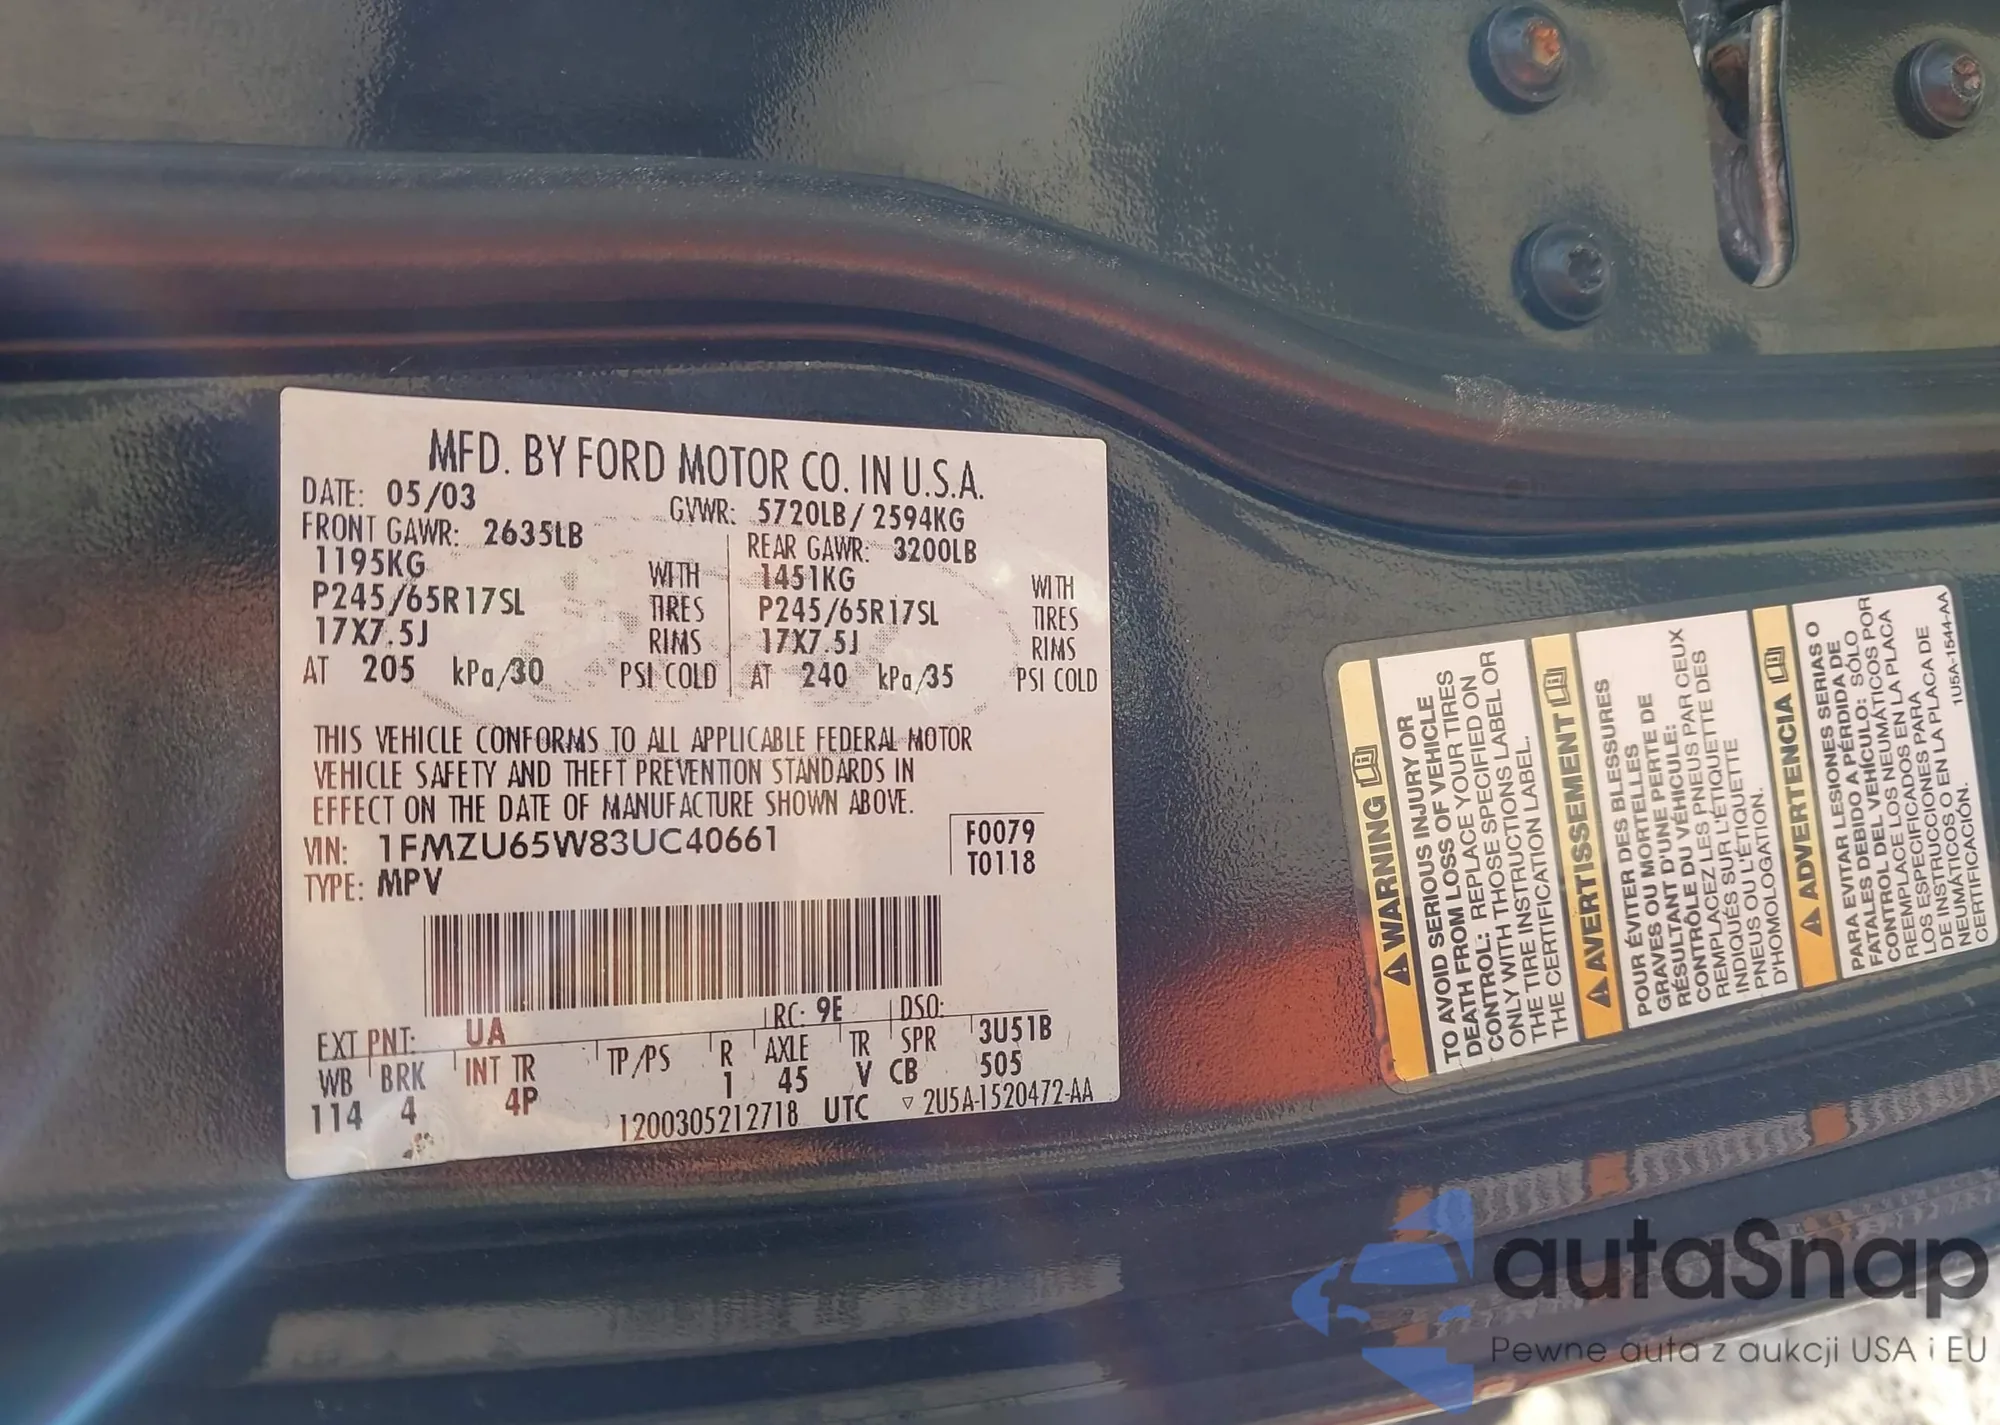 MFD. BY FORD MOTOR CO. IN U.S.A.
DATE: 05/03
GVWR: 5720LB / 2594KG
FRONT GAWR: 2635LB
REAR GAWR: 3200LB
1195KG WITH 1451KG WITH
P245/65R17SL TIRES P245/65R17SL TIRES
17X7.5J RIMS 17X7.5J RIMS
AT 205 kPa/30 PSI COLD AT 240 kPa/35 PSI COLD
THIS VEHICLE CONFORMS TO ALL APPLICABLE FEDERAL MOTOR
VEHICLE SAFETY AND THEFT PREVENTION STANDARDS IN
EFFECT ON THE DATE OF MANUFACTURE SHOWN ABOVE.
VIN: 1FMZU65W83UC40661 F0079
TYPE: MPV T0118
EXT PNT: UA RC: 9E DSO:
WB BRK INT TR TP/PS R AXLE TR SPR 3U51B
114 4 4P 1 45 V CB 505
1200305212718 UTC ▽ 2U5A-1520472-AA
⚠ WARNING
TO AVOID SERIOUS INJURY OR
DEATH FROM LOSS OF VEHICLE
CONTROL: REPLACE YOUR TIRES
ONLY WITH THOSE SPECIFIED ON
THE TIRE INSTRUCTIONS LABEL OR
THE CERTIFICATION LABEL.
⚠ AVERTISSEMENT
POUR ÉVITER DES BLESSURES
GRAVES OU MORTELLES
RÉSULTANT D'UNE PERTE DE
CONTRÔLE DU VÉHICULE:
REMPLACEZ LES PNEUS PAR CEUX
INDIQUÉS SUR L'ÉTIQUETTE DES
PNEUS OU L'ÉTIQUETTE
D'HOMOLOGATION.
⚠ ADVERTENCIA
PARA EVITAR LESIONES SERIAS O
FATALES DEBIDO A PÉRDIDA DE
CONTROL DEL VEHÍCULO: SÓLO
REEMPLACE LOS NEUMÁTICOS POR
LOS ESPECIFICADOS EN LA PLACA
DE INSTRUCCIONES PARA
NEUMÁTICOS O EN LA PLACA DE
CERTIFICACIÓN.
1U5A-1544-AA
autaSnap
Pewne auta z aukcji USA i EU